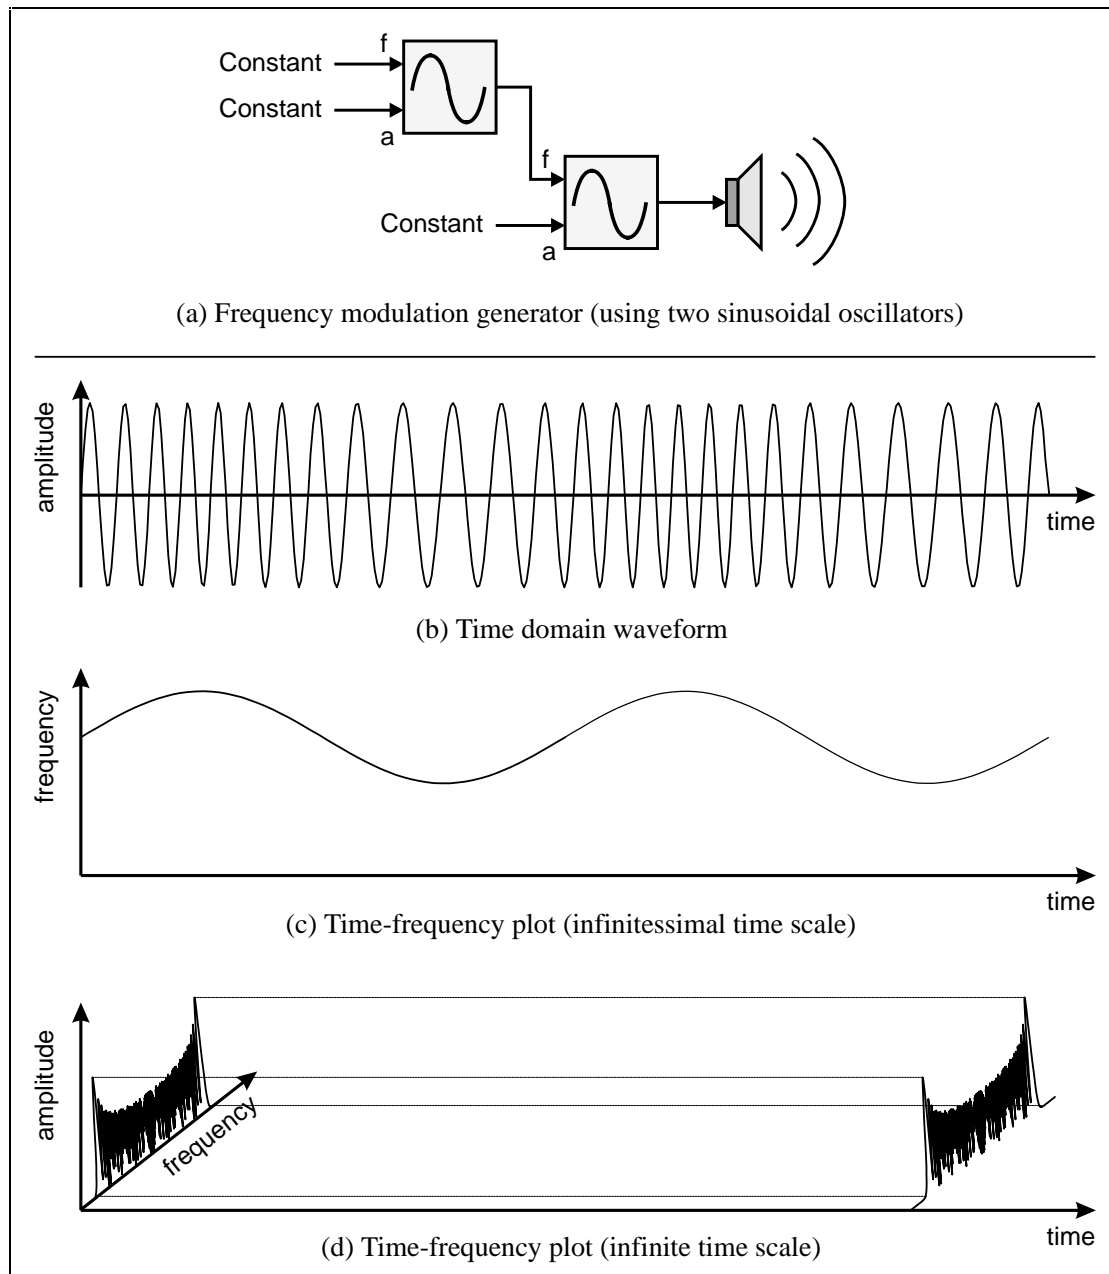 f
Constant
Constant
a
f
Constant
a
(a) Frequency modulation generator (using two sinusoidal oscillators)
amplitude
time
(b) Time domain waveform
frequency
time
(c) Time-frequency plot (infinitessimal time scale)
amplitude
frequency
time
(d) Time-frequency plot (infinite time scale)